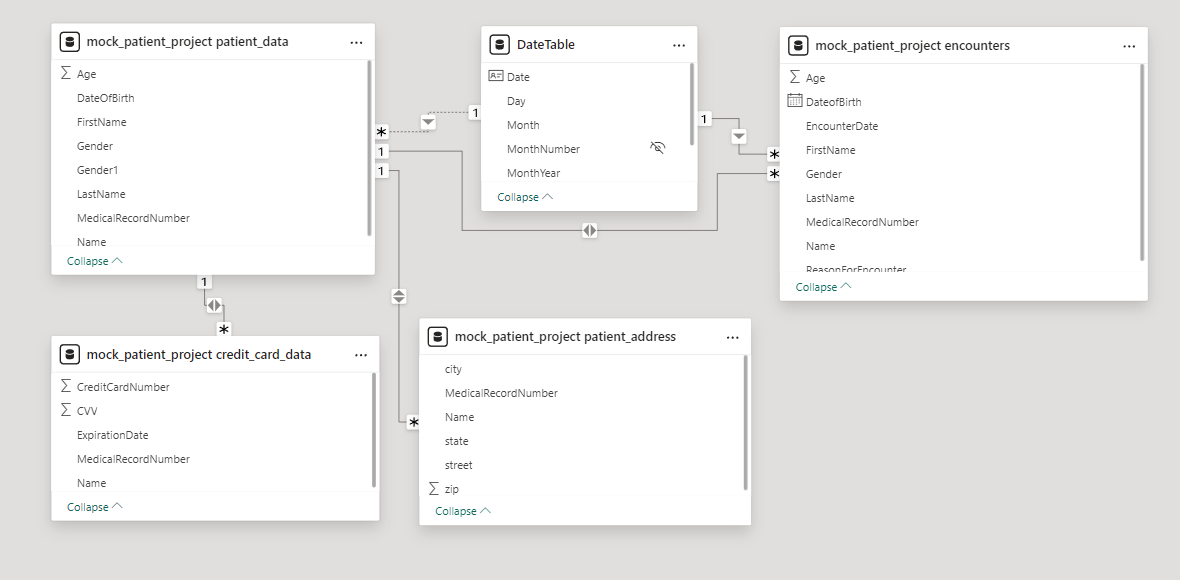 mock_patient_project patient_data
Age
DateOfBirth
FirstName
Gender
Gender1
LastName
MedicalRecordNumber
Name
Collapse
DateTable
Date
Day
Month
MonthNumber
MonthYear
Collapse
mock_patient_project encounters
Age
DateofBirth
EncounterDate
FirstName
Gender
LastName
MedicalRecordNumber
Name
ReasonForEncounter
Collapse
1
*
1
1
1
*
*
1
*
*
mock_patient_project credit_card_data
CreditCardNumber
CVV
ExpirationDate
MedicalRecordNumber
Name
Collapse
mock_patient_project patient_address
city
MedicalRecordNumber
Name
state
street
zip
Collapse